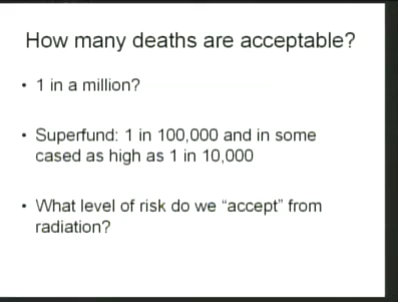 How many deaths are acceptable?
• 1 in a million?
• Superfund: 1 in 100,000 and in some
cased as high as 1 in 10,000
• What level of risk do we “accept” from
radiation?